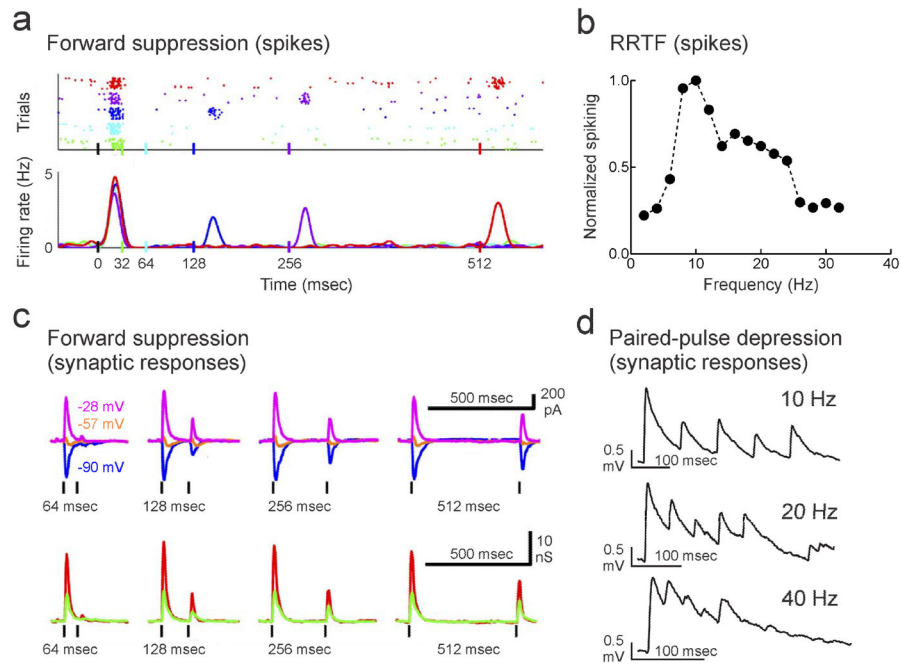 a
Forward suppression (spikes)
Trials
Firing rate (Hz)
5
0
0 32 64 128 256 512
Time (msec)
b
RRTF (spikes)
Normalized spikinig
1.0
0.5
0.0
0 10 20 30 40
Frequency (Hz)
c
Forward suppression
(synaptic responses)
-28 mV
-57 mV
-90 mV
500 msec
200
pA
64 msec 128 msec 256 msec 512 msec
500 msec
10
nS
64 msec 128 msec 256 msec 512 msec
d
Paired-pulse depression
(synaptic responses)
10 Hz
0.5
mV
100 msec
20 Hz
0.5
mV
100 msec
40 Hz
0.5
mV
100 msec